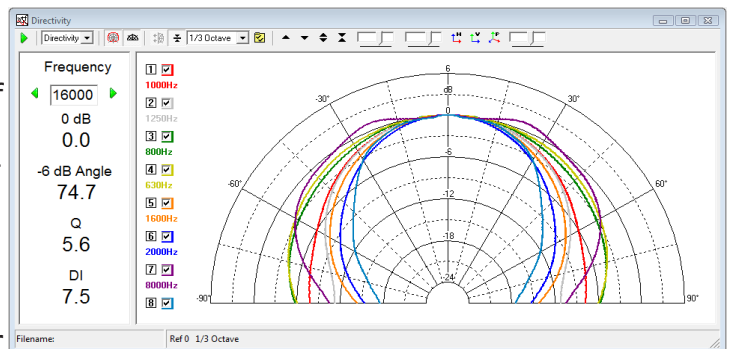 Directivity
Directivity
1/3 Octave
H
V
P
Frequency
16000
0 dB
0.0
-6 dB Angle
74.7
Q
5.6
DI
7.5
1
1000Hz
2
1250Hz
3
800Hz
4
630Hz
5
1600Hz
6
2000Hz
7
8000Hz
8
6
dB
0
-6
-12
-18
-24
-30°
30°
-60°
60°
-90°
90°
Filename:
Ref 0 1/3 Octave